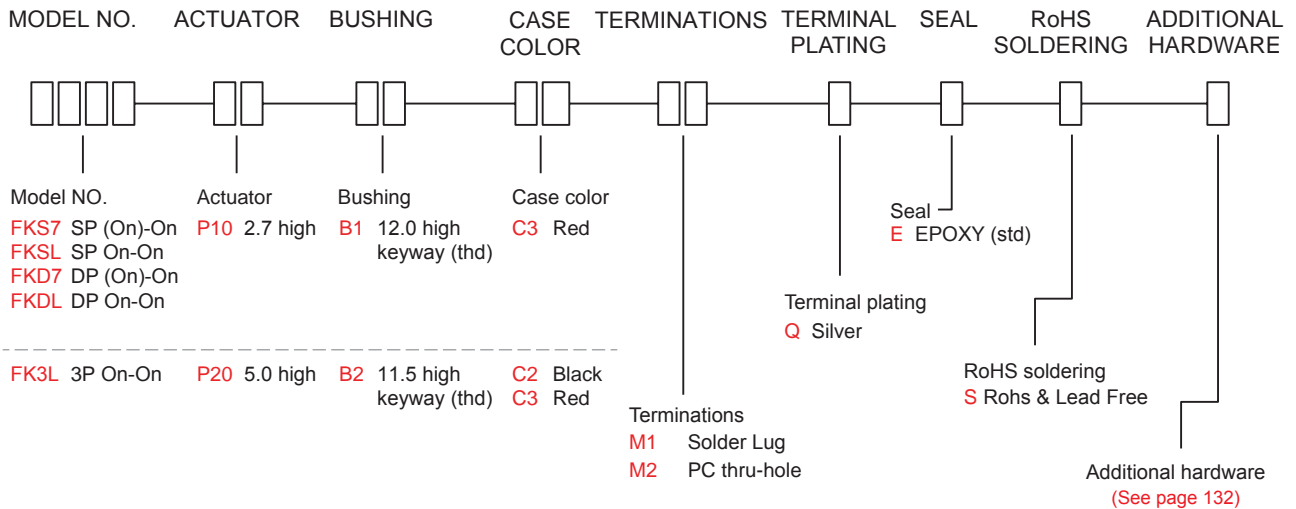 MODEL NO. ACTUATOR BUSHING CASE COLOR TERMINATIONS TERMINAL PLATING SEAL RoHS SOLDERING ADDITIONAL HARDWARE
Model NO.
FKS7 SP (On)-On
FKSL SP On-On
FKD7 DP (On)-On
FKDL DP On-On
Actuator
P10 2.7 high
Bushing
B1 12.0 high
keyway (thd)
Case color
C3 Red
FK3L 3P On-On
P20 5.0 high
B2 11.5 high
keyway (thd)
C2 Black
C3 Red
Terminations
M1 Solder Lug
M2 PC thru-hole
Terminal plating
Q Silver
Seal
E EPOXY (std)
RoHS soldering
S Rohs & Lead Free
Additional hardware
(See page 132)